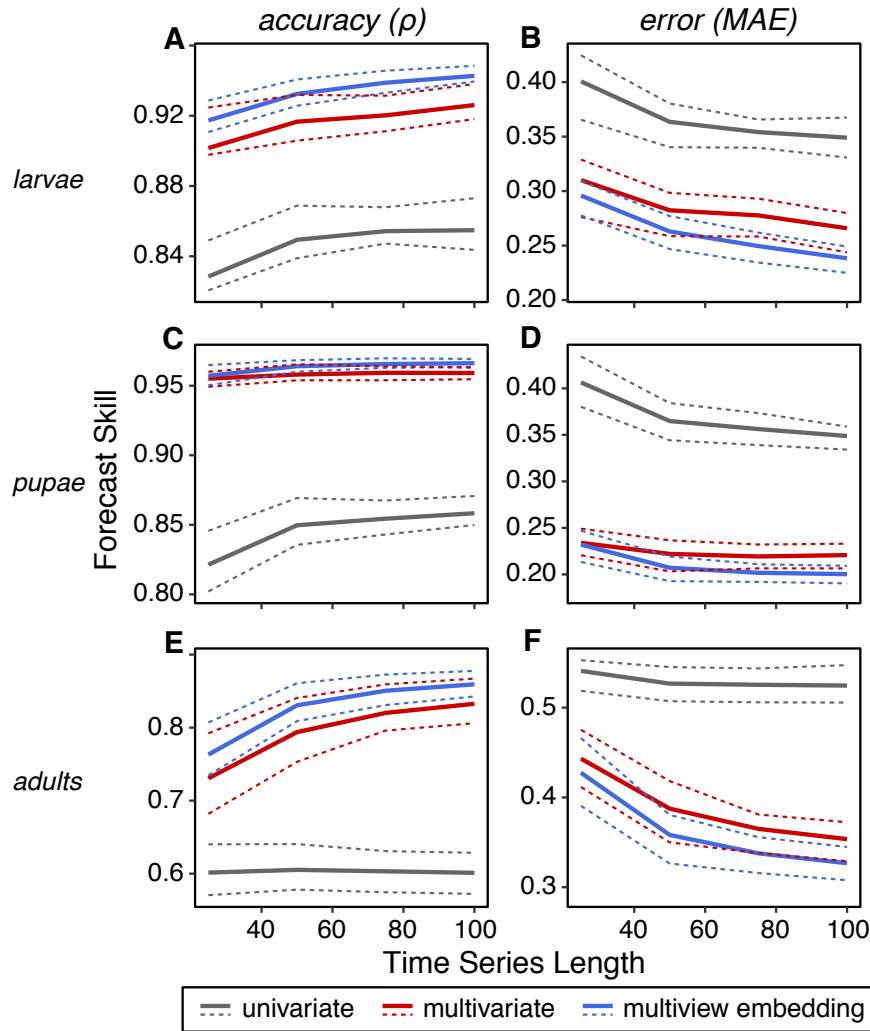 accuracy (ρ)
error (MAE)
A
B
larvae
0.92
0.88
0.84
0.40
0.35
0.30
0.25
0.20
C
D
pupae
Forecast Skill
0.95
0.90
0.85
0.80
0.40
0.35
0.25
0.20
E
F
adults
0.8
0.7
0.6
0.5
0.4
0.3
40 60 80 100
40 60 80 100
Time Series Length
univariate multivariate multiview embedding